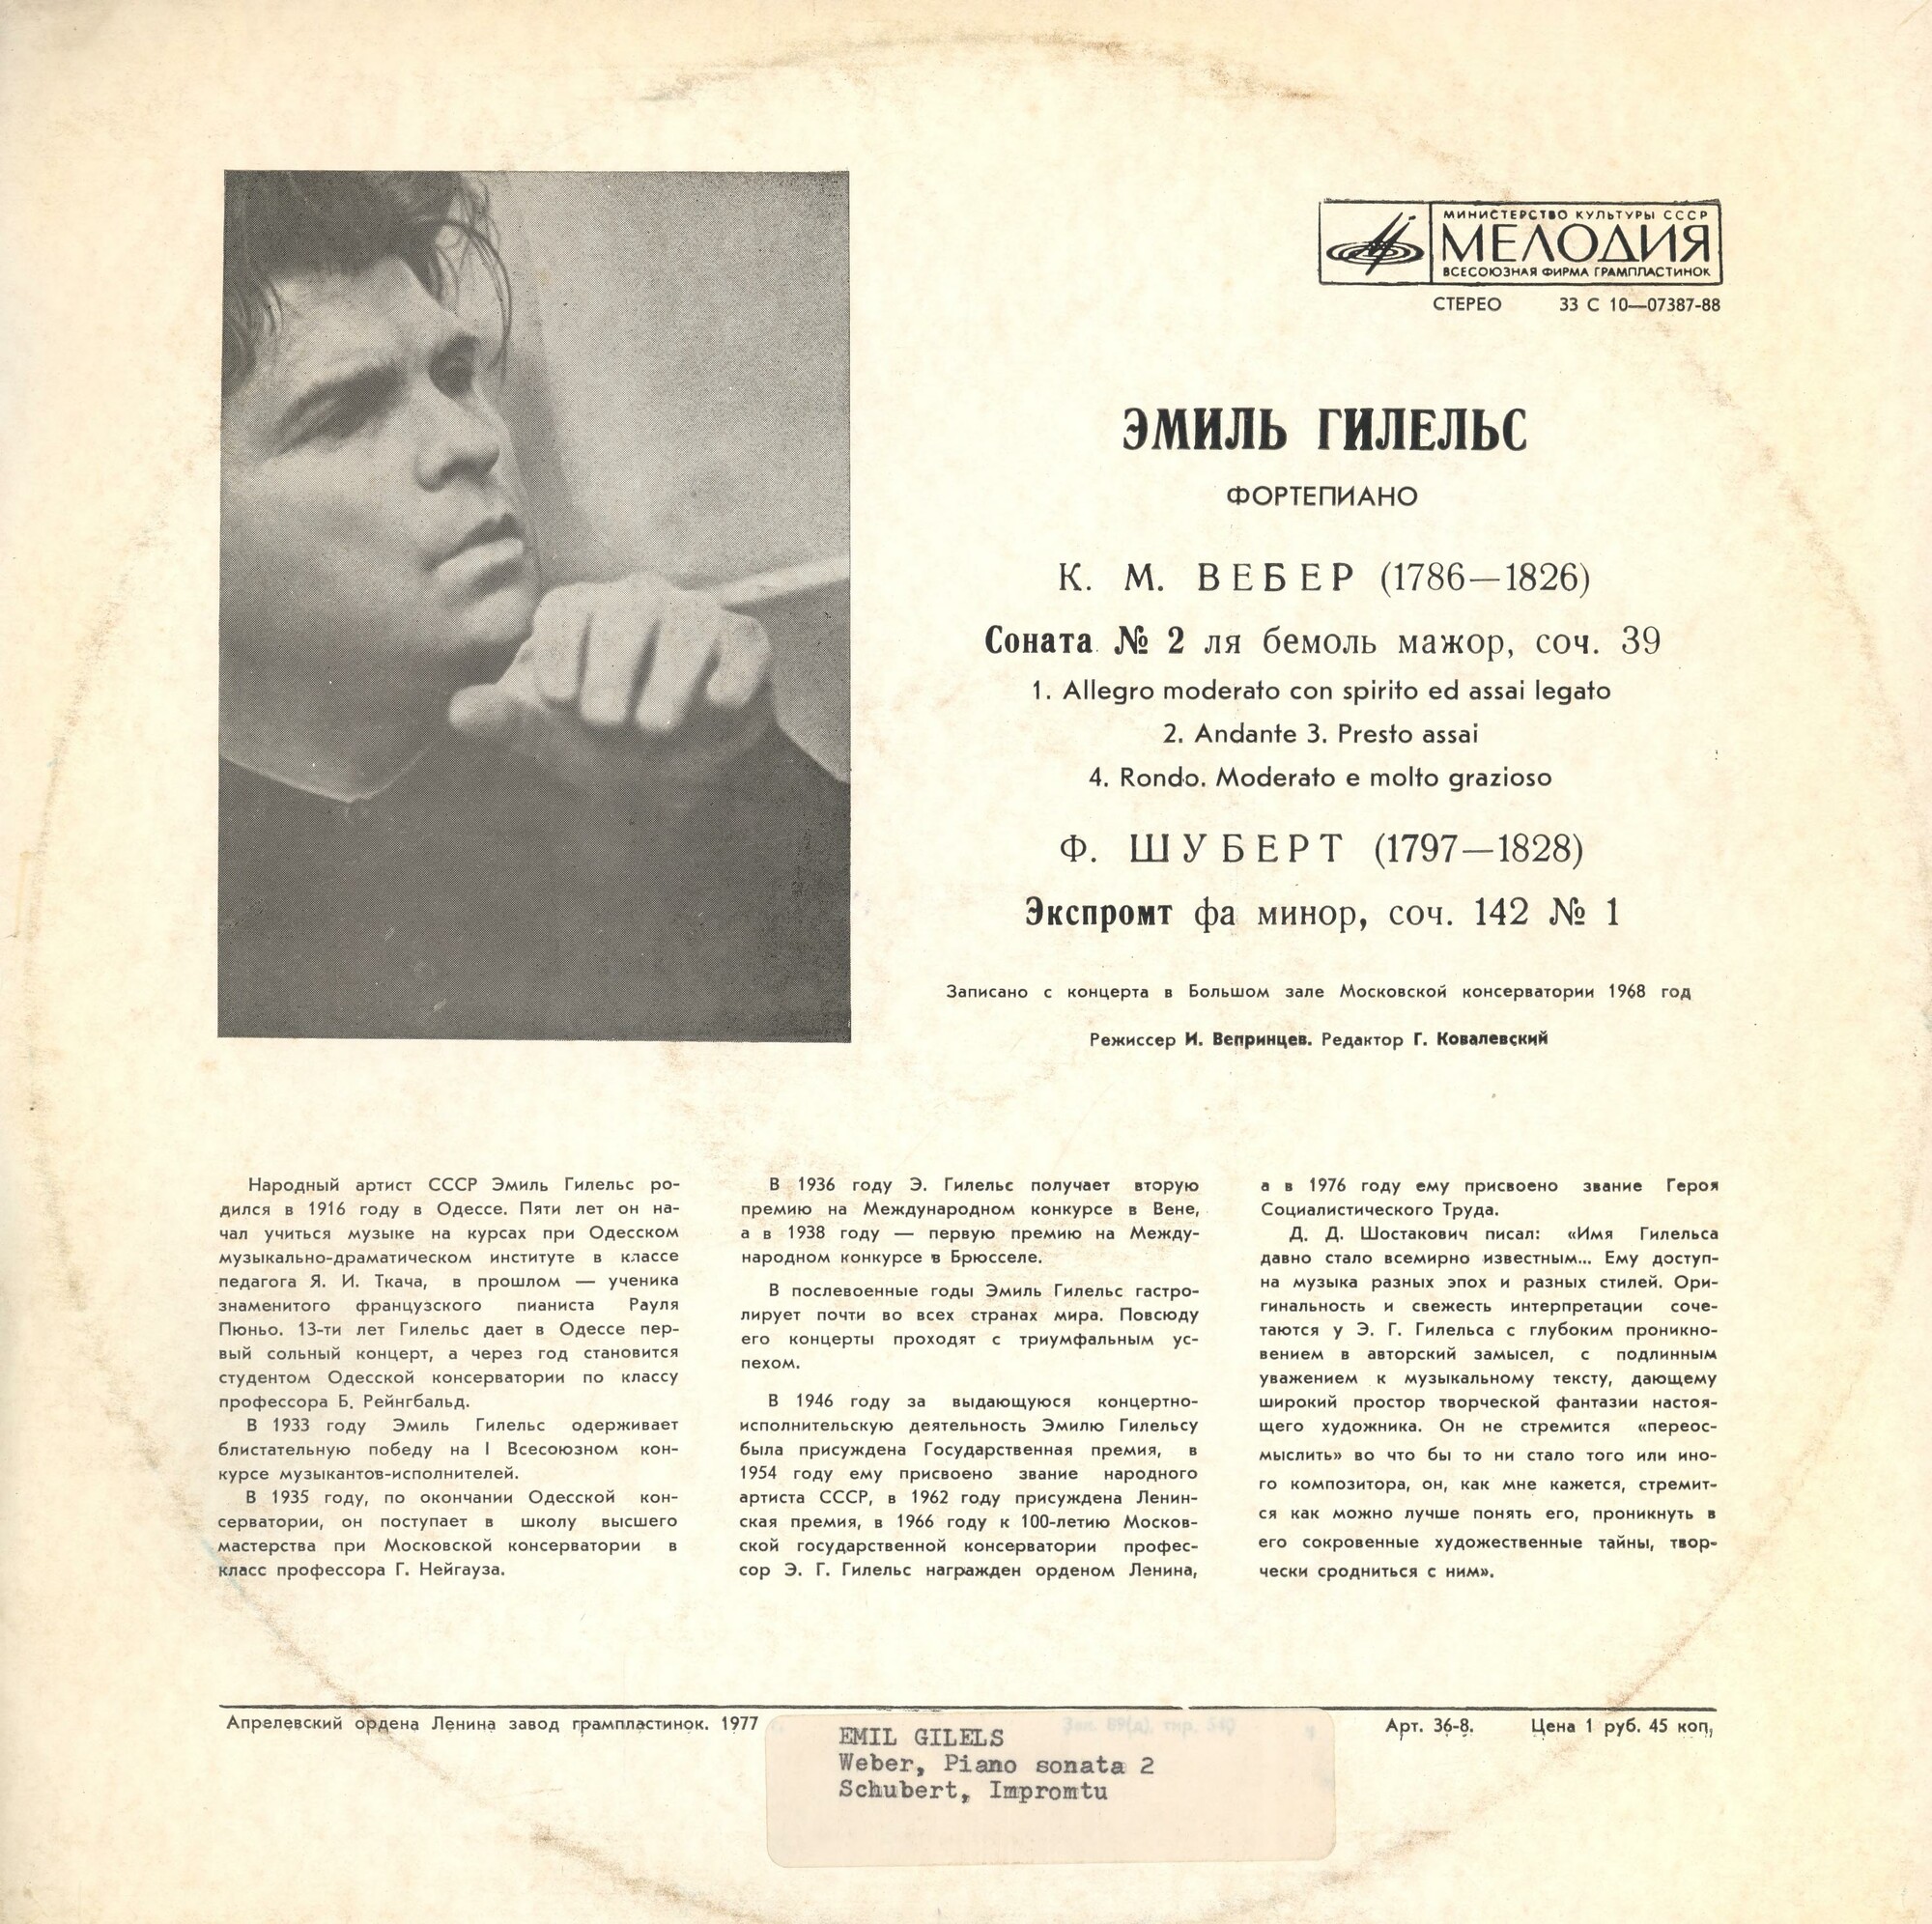 МИНИСТЕРСТВО КУЛЬТУРЫ СССР
МЕЛОДИЯ
ВСЕСОЮЗНАЯ ФИРМА ГРАМПЛАСТИНОК
СТЕРЕО 33 С 10—07387-88
ЭМИЛЬ ГИЛЕЛЬС
ФОРТЕПИАНО
К. М. ВЕБЕР (1786—1826)
Соната № 2 ля бемоль мажор, соч. 39
1. Allegro moderato con spirito ed assai legato
2. Andante 3. Presto assai
4. Rondo. Moderato e molto grazioso
Ф. ШУБЕРТ (1797—1828)
Экспромт фа минор, соч. 142 № 1
Записано с концерта в Большом зале Московской консерватории 1968 год
Режиссер И. Вепринцев. Редактор Г. Ковалевский
Народный артист СССР Эмиль Гилельс ро-
дился в 1916 году в Одессе. Пяти лет он на-
чал учиться музыке на курсах при Одесском
музыкально-драматическом институте в классе
педагога Я. И. Ткача, в прошлом — ученика
знаменитого французского пианиста Рауля
Пюньо. 13-ти лет Гилельс дает в Одессе пер-
вый сольный концерт, а через год становится
студентом Одесской консерватории по классу
профессора Б. Рейнгбальд.
В 1933 году Эмиль Гилельс одерживает
блистательную победу на I Всесоюзном кон-
курсе музыкантов-исполнителей.
В 1935 году, по окончании Одесской кон-
серватории, он поступает в школу высшего
мастерства при Московской консерватории в
класс профессора Г. Нейгауза.
В 1936 году Э. Гилельс получает вторую
премию на Международном конкурсе в Вене,
а в 1938 году — первую премию на Между-
народном конкурсе в Брюсселе.
В послевоенные годы Эмиль Гилельс гастро-
лирует почти во всех странах мира. Повсюду
его концерты проходят с триумфальным ус-
пехом.
В 1946 году за выдающуюся концертно-
исполнительскую деятельность Эмилю Гилельсу
была присуждена Государственная премия, в
1954 году ему присвоено звание народного
артиста СССР, в 1962 году присуждена Ленин-
ская премия, в 1966 году к 100-летию Москов-
ской государственной консерватории профес-
сор Э. Г. Гилельс награжден орденом Ленина,
а в 1976 году ему присвоено звание Героя
Социалистического Труда.
Д. Д. Шостакович писал: «Имя Гилельса
давно стало всемирно известным... Ему доступ-
на музыка разных эпох и разных стилей. Ори-
гинальность и свежесть интерпретации соче-
таются у Э. Г. Гилельса с глубоким проникно-
вением в авторский замысел, с подлинным
уважением к музыкальному тексту, дающему
широкий простор творческой фантазии настоя-
щего художника. Он не стремится «переос-
мыслить» во что бы то ни стало того или ино-
го композитора, он, как мне кажется, стремит-
ся как можно лучше понять его, проникнуть в
его сокровенные художественные тайны, твор-
чески сродниться с ним».
Апрелевский ордена Ленина завод грампластинок. 1977
Арт. 36-8. Цена 1 руб. 45 коп,
EMIL GILELS
Weber, Piano sonata 2
Schubert, Impromtu